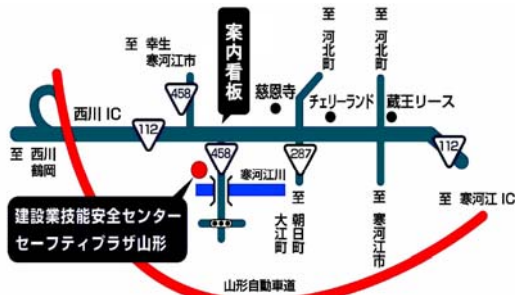 至 幸生
寒河江市
案内看板
至 河北町
至 河北町
458
慈恩寺
チェリーランド
蔵王リース
西川 IC
112
458
287
112
至 西川
鶴岡
寒河江川
至 朝日町
大江町
至 寒河江市
至 寒河江 IC
建設業技能安全センター
セーフティプラザ山形
山形自動車道